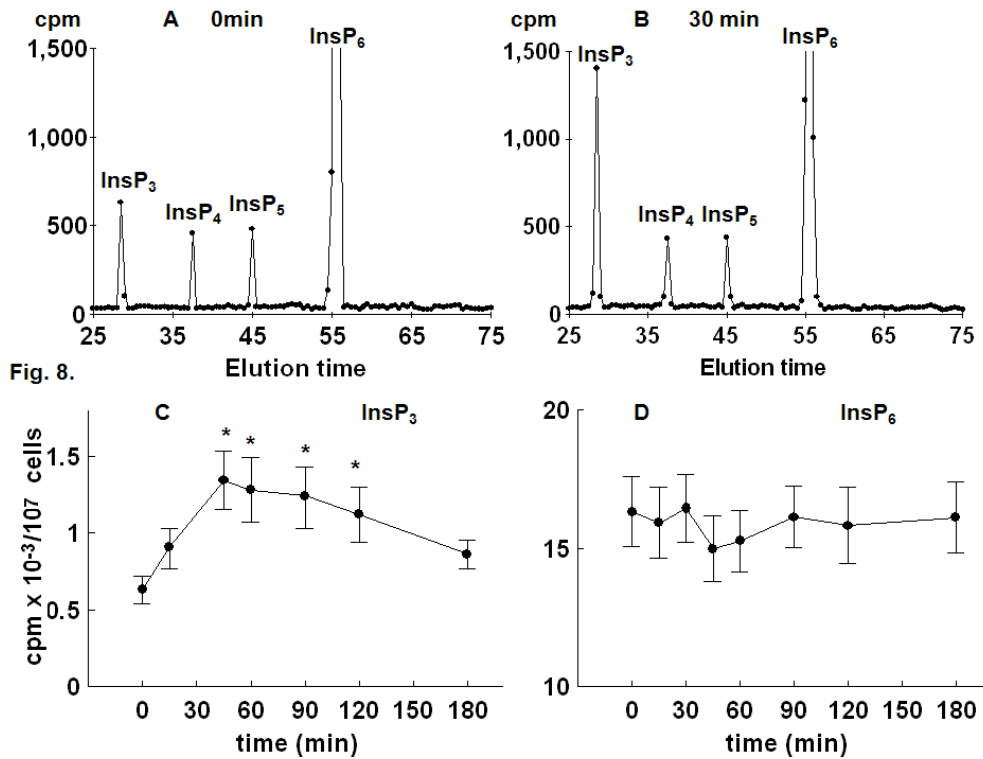 cpm A 0min
InsP6
1,500
1,000
500
0
InsP3
InsP4
InsP5
25 35 45 55 65 75
Elution time
cpm B 30 min
InsP6
1,500
1,000
500
0
InsP3
InsP4
InsP5
25 35 45 55 65 75
Elution time
Fig. 8.
C InsP3
cpm x 10-3/107 cells
1.5
1
0.5
0
* * * *
0 30 60 90 120 150 180
time (min)
D InsP6
20
15
10
0 30 60 90 120 150 180
time (min)